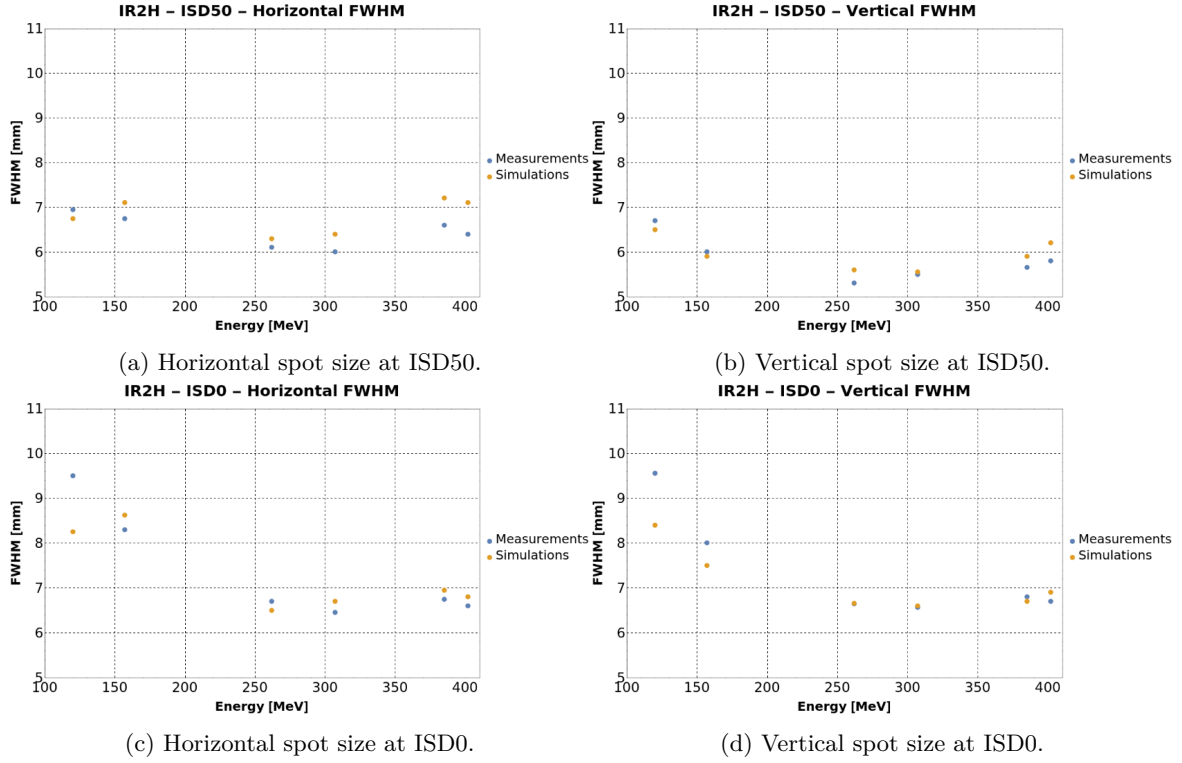 IR2H – ISD50 – Horizontal FWHM
11
10
9
8
7
6
5
FWHM [mm]
100 150 200 250 300 350 400
Energy [MeV]
Measurements
Simulations
(a) Horizontal spot size at ISD50.
IR2H – ISD50 – Vertical FWHM
11
10
9
8
7
6
5
FWHM [mm]
100 150 200 250 300 350 400
Energy [MeV]
Measurements
Simulations
(b) Vertical spot size at ISD50.
IR2H – ISD0 – Horizontal FWHM
11
10
9
8
7
6
5
FWHM [mm]
100 150 200 250 300 350 400
Energy [MeV]
Measurements
Simulations
(c) Horizontal spot size at ISD0.
IR2H – ISD0 – Vertical FWHM
11
10
9
8
7
6
5
FWHM [mm]
100 150 200 250 300 350 400
Energy [MeV]
Measurements
Simulations
(d) Vertical spot size at ISD0.